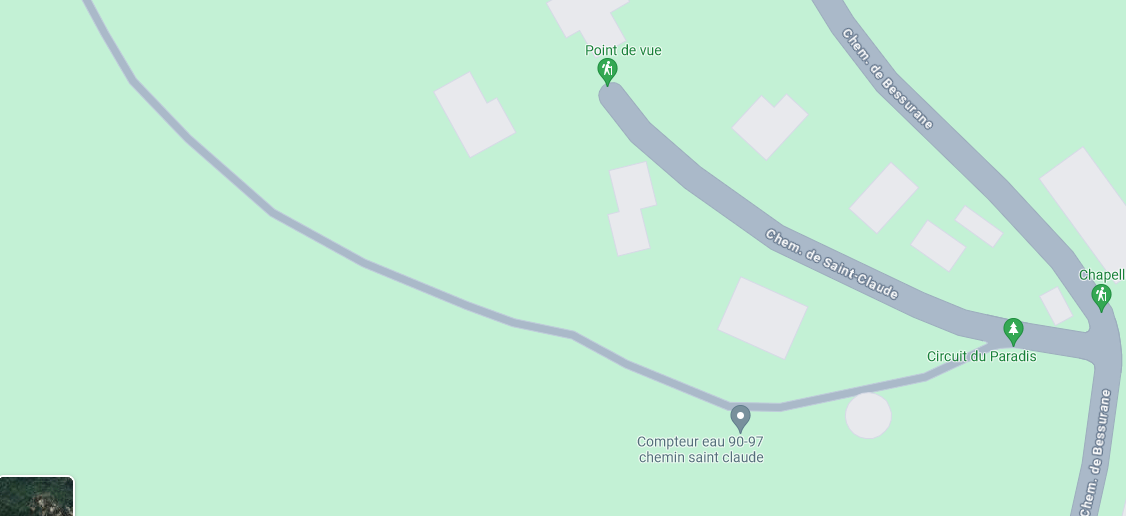 Point de vue
Chem. de Bessurane
Chem. de Saint-Claude
Chapell
Circuit du Paradis
Chem. de Bessurane
Compteur eau 90-97
chemin saint claude